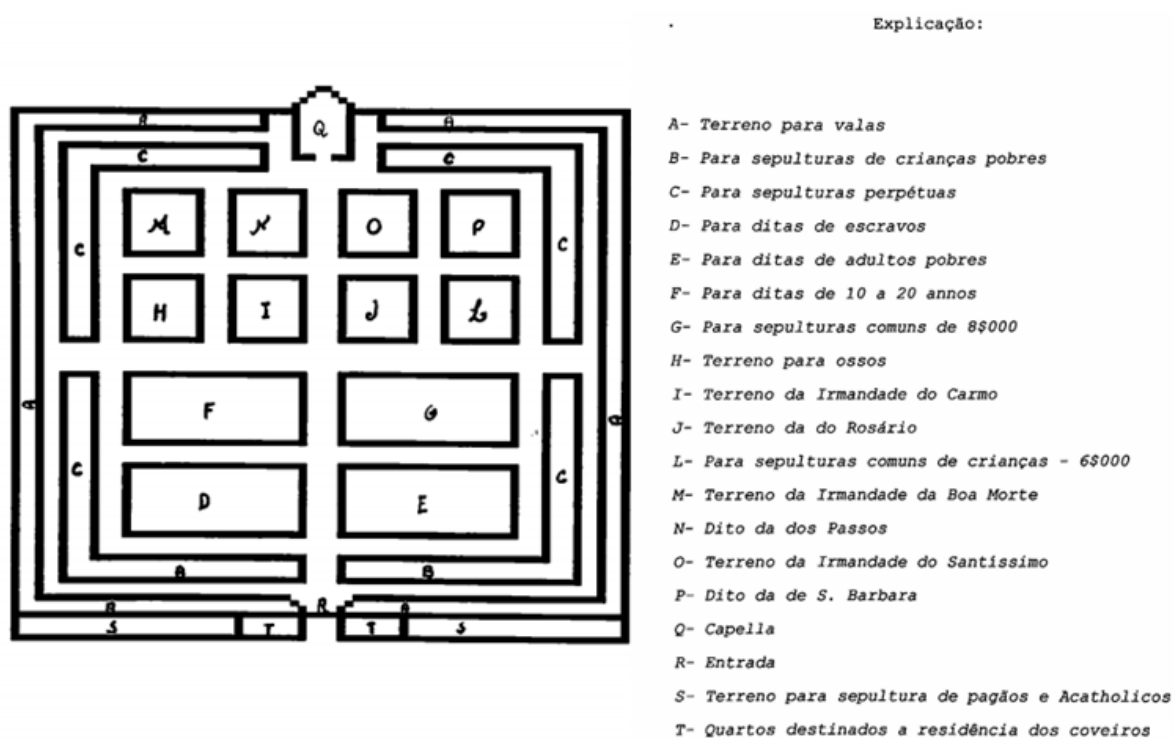 Q
A A
C C
M N O P
C C
H I J L
A F G A
C C
D E
B
R A
S T T S
Explicação:
A- Terreno para valas
B- Para sepulturas de crianças pobres
C- Para sepulturas perpétuas
D- Para ditas de escravos
E- Para ditas de adultos pobres
F- Para ditas de 10 a 20 annos
G- Para sepulturas comuns de 8$000
H- Terreno para ossos
I- Terreno da Irmandade do Carmo
J- Terreno da do Rosário
L- Para sepulturas comuns de crianças - 6$000
M- Terreno da Irmandade da Boa Morte
N- Dito da dos Passos
O- Terreno da Irmandade do Santissimo
P- Dito da de S. Barbara
Q- Capella
R- Entrada
S- Terreno para sepultura de pagãos e Acatholicos
T- Quartos destinados a residência dos coveiros